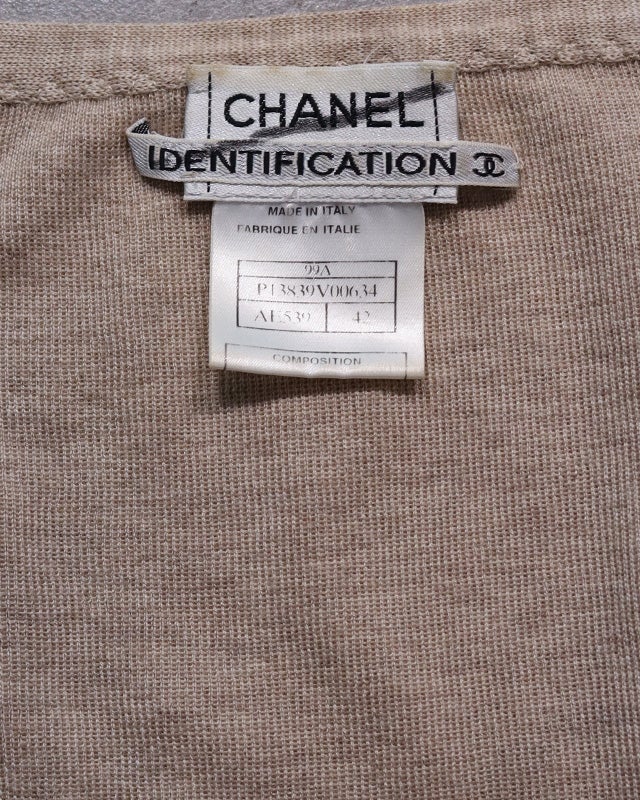 CHANEL
IDENTIFICATION
MADE IN ITALY
FABRIQUE EN ITALIE
99A
P13839V00634
AE539 42
COMPOSITION